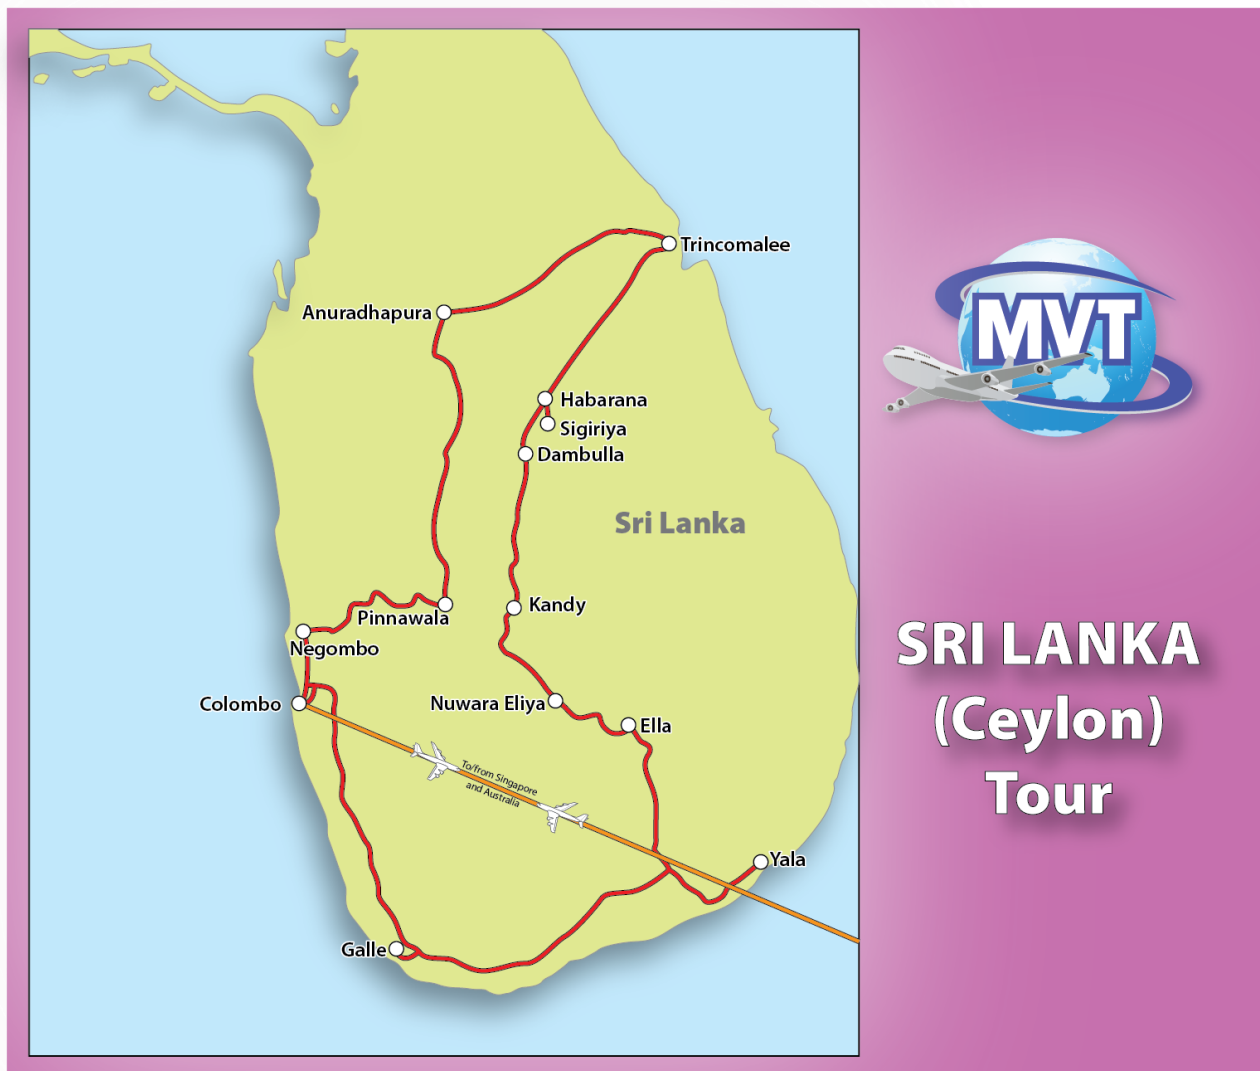 Trincomalee
Anuradhapura
Habarana
Sigiriya
Dambulla
Sri Lanka
Kandy
Pinnawala
Negombo
Colombo
Nuwara Eliya
Ella
To/from Singapore
and Australia
Yala
Galle
MVT
SRI LANKA
(Ceylon)
Tour